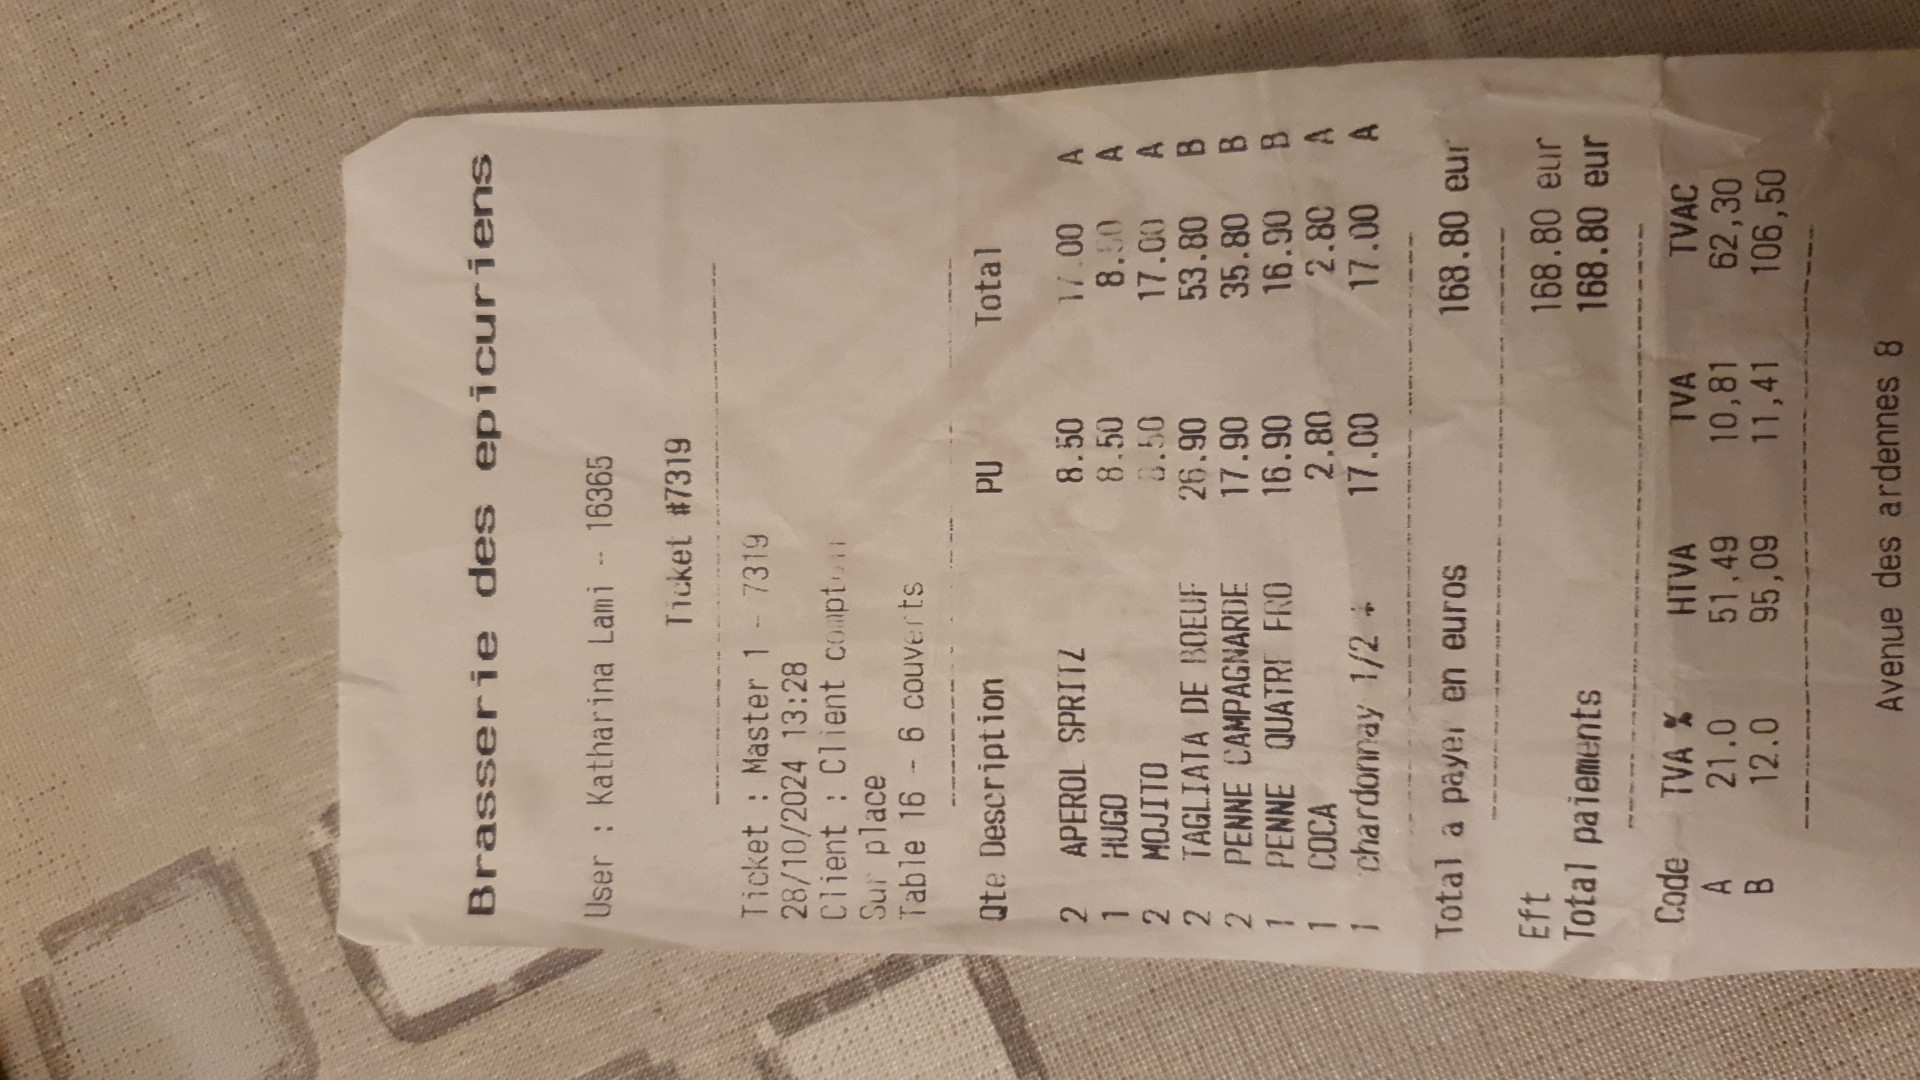 Brasserie des epicuriens
User : Katharina Lami -- 16365
Ticket #7319
Ticket : Master 1 - 7319
28/10/2024 13:28
Client : Client
Sur place
Table 16 - 6 couverts
Qte Description PU Total
2 APEROL SPRITZ 8.50 17.00 A
1 HUGO 8.50 8.50 A
2 MOJITO 8.50 17.00 A
2 TAGLIATA DE BOEUF 26.90 53.80 B
2 PENNE CAMPAGNARDE 17.90 35.80 B
1 PENNE QUATRE FRO 16.90 16.90 B
1 COCA 2.80 2.80 A
1 chardonnay 1/2 + 17.00 17.00 A
Total a payer en euros 168.80 eur
Eft 168.80 eur
Total paiements 168.80 eur
Code TVA % HTVA TVA TVAC
A 21.0 51,49 10,81 62,30
B 12.0 95,09 11,41 106,50
Avenue des ardennes 8